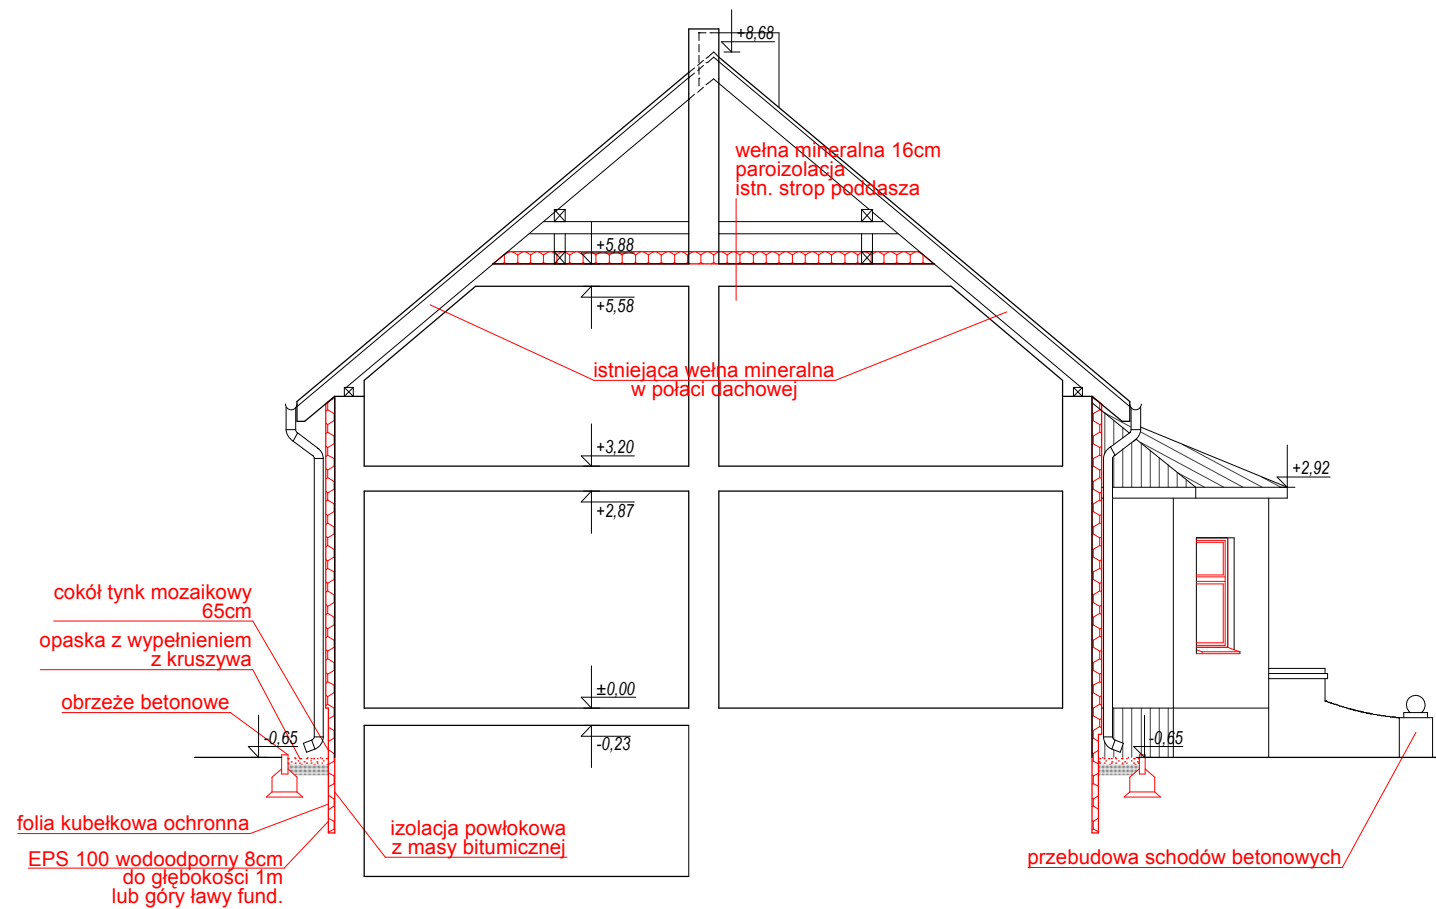 +8,68
wełna mineralna 16cm
paroizolacja
istn. strop poddasza
+5,88
+5,58
istniejąca wełna mineralna
w połaci dachowej
+3,20
+2,92
+2,87
cokół tynk mozaikowy
65cm
opaska z wypełnieniem
z kruszywa
obrzeże betonowe
±0,00
-0,65
-0,23
-0,65
folia kubełkowa ochronna
izolacja powłokowa
z masy bitumicznej
EPS 100 wodoodporny 8cm
do głębokości 1m
lub góry ławy fund.
przebudowa schodów betonowych